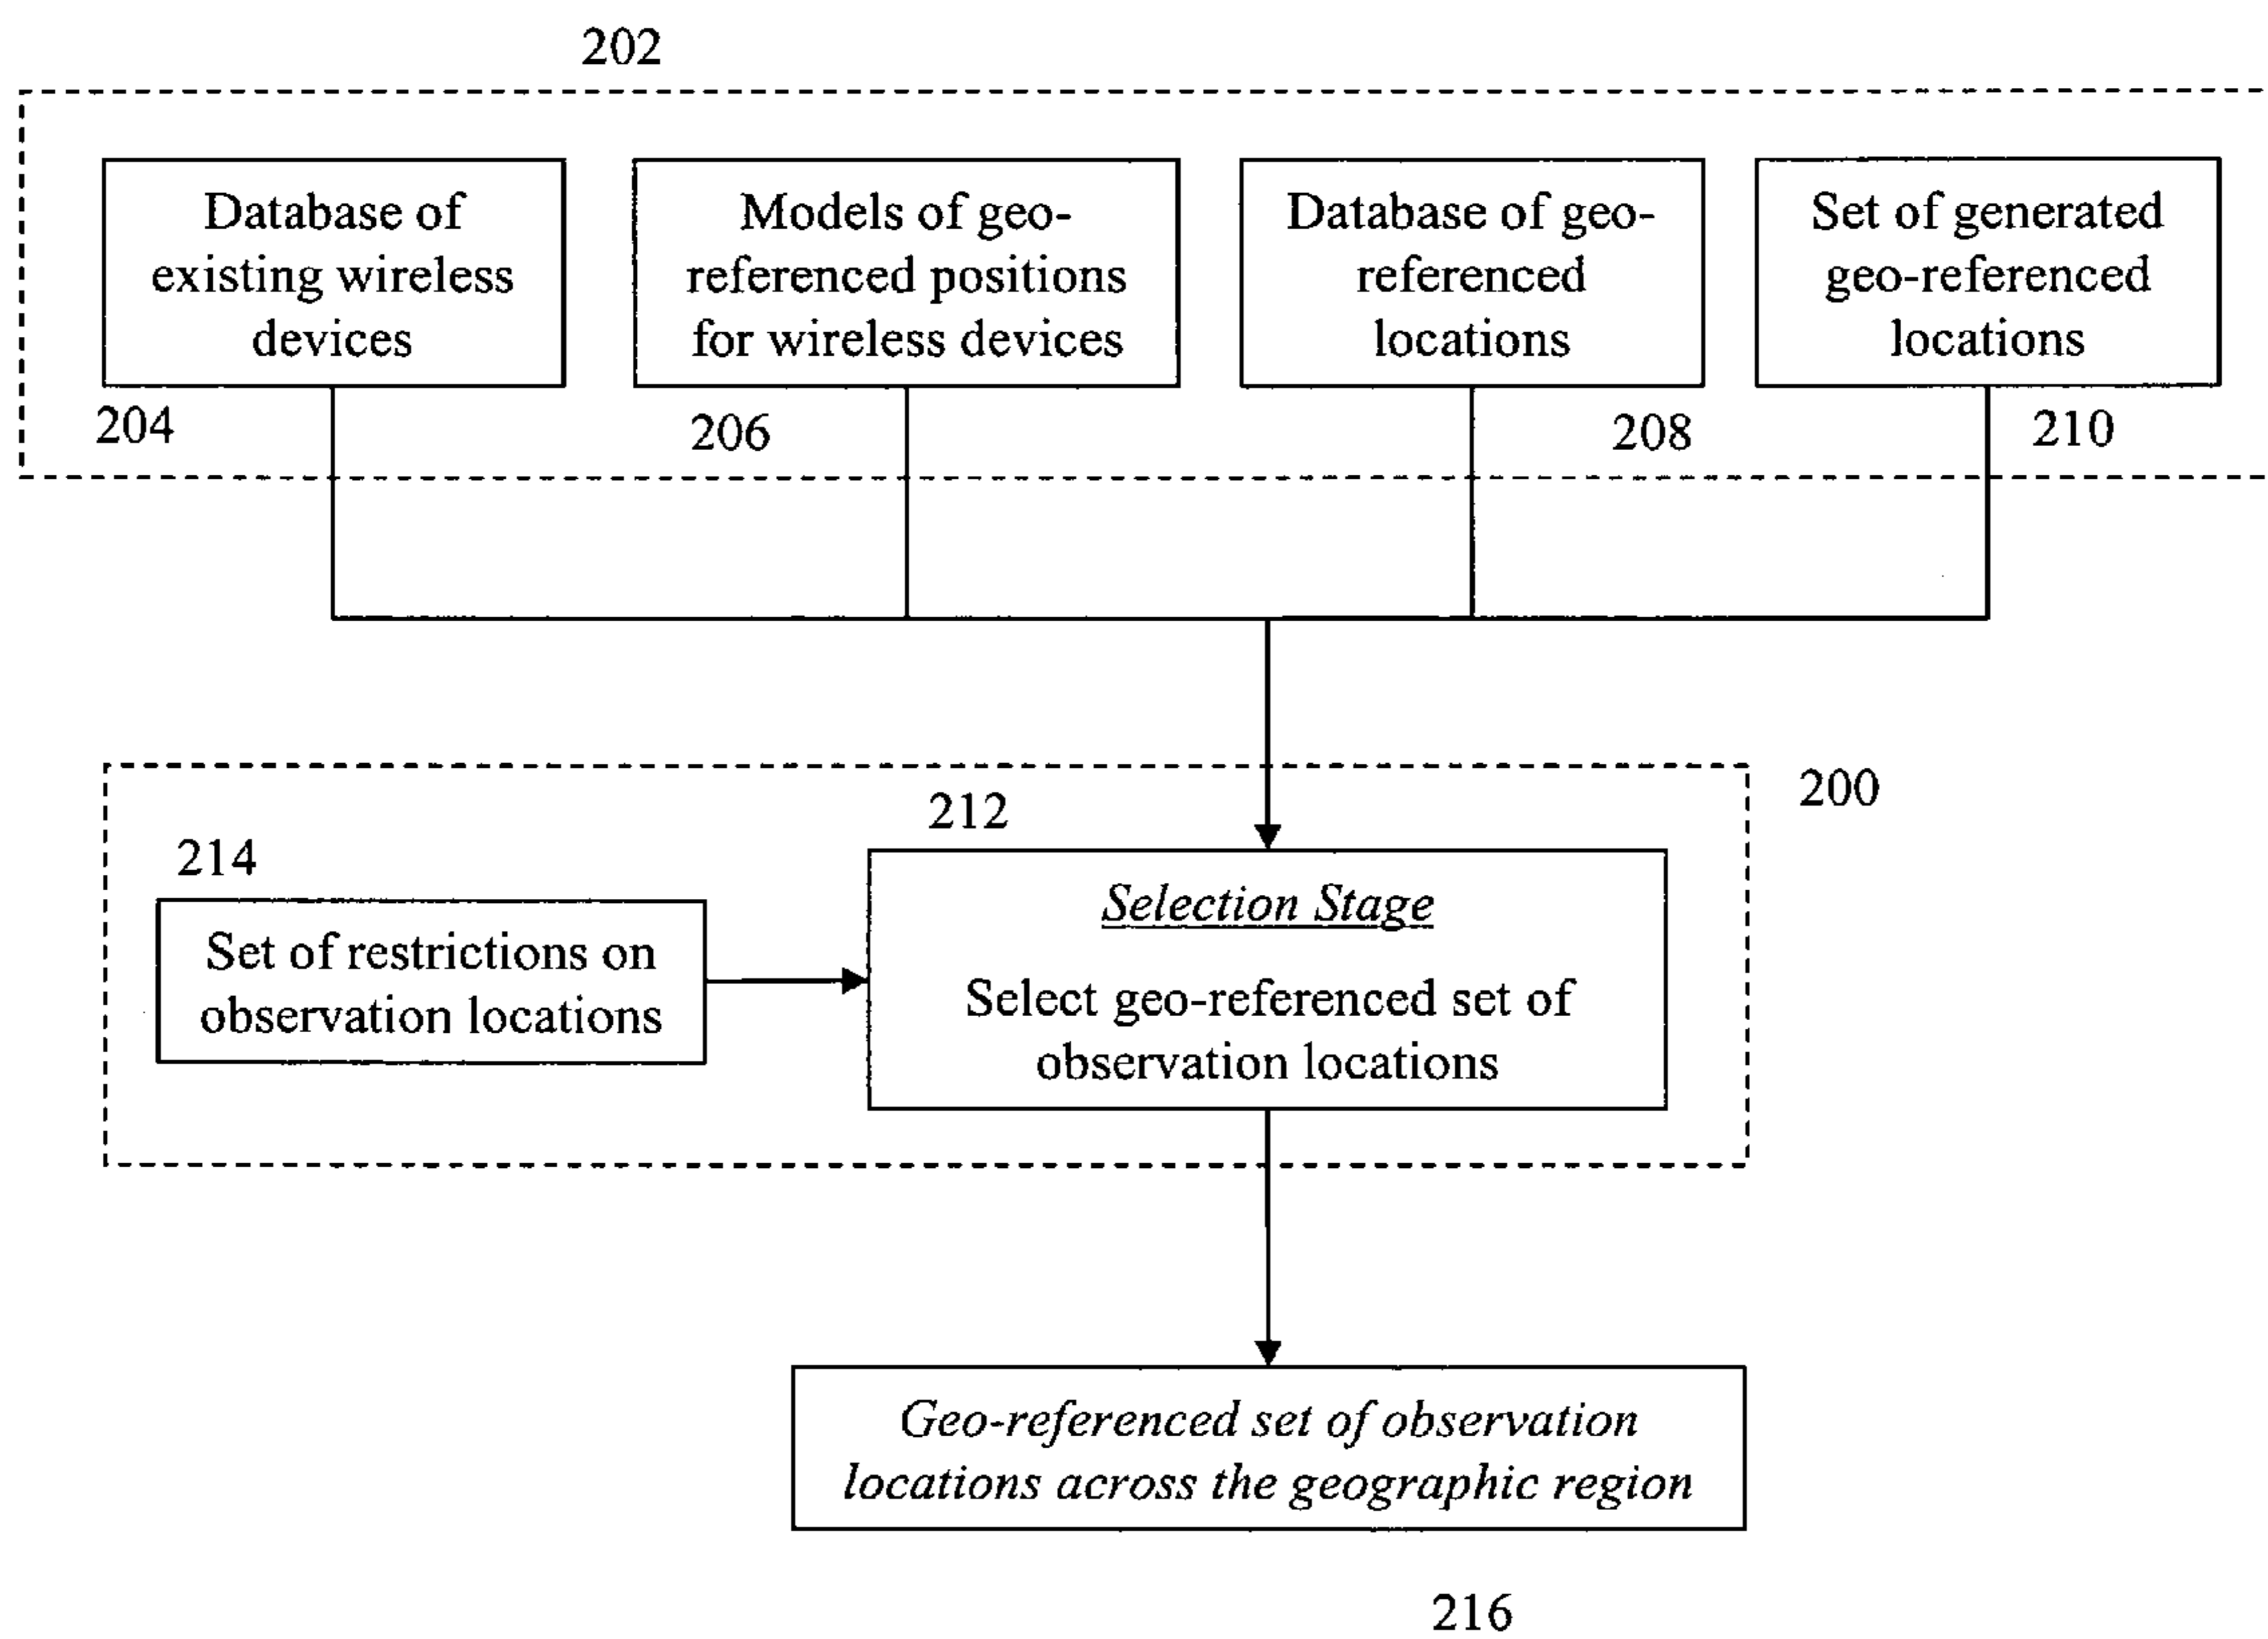 202
Database of
existing wireless
devices
Models of geo-
referenced positions
for wireless devices
Database of geo-
referenced
locations
Set of generated
geo-referenced
locations
204
206
208
210
200
212
214
Set of restrictions on
observation locations
Selection Stage
Select geo-referenced set of
observation locations
Geo-referenced set of observation
locations across the geographic region
216